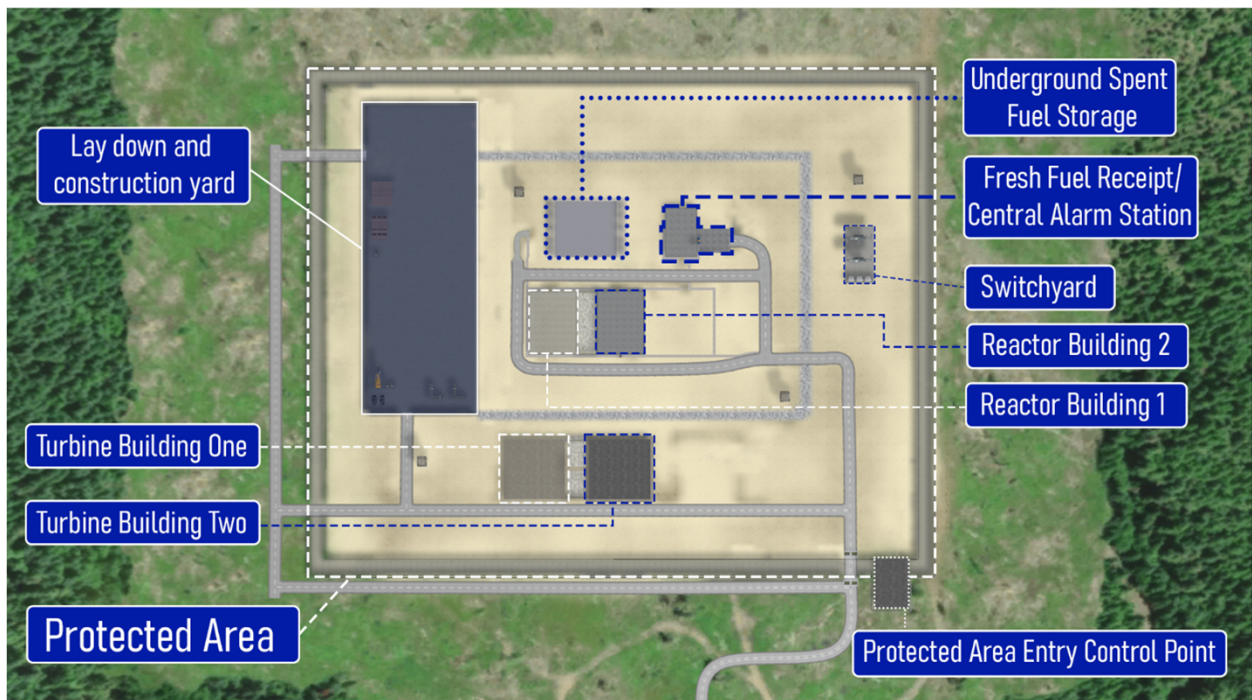 Underground Spent
Fuel Storage
Lay down and
construction yard
Fresh Fuel Receipt/
Central Alarm Station
Switchyard
Reactor Building 2
Reactor Building 1
Turbine Building One
Turbine Building Two
Protected Area
Protected Area Entry Control Point